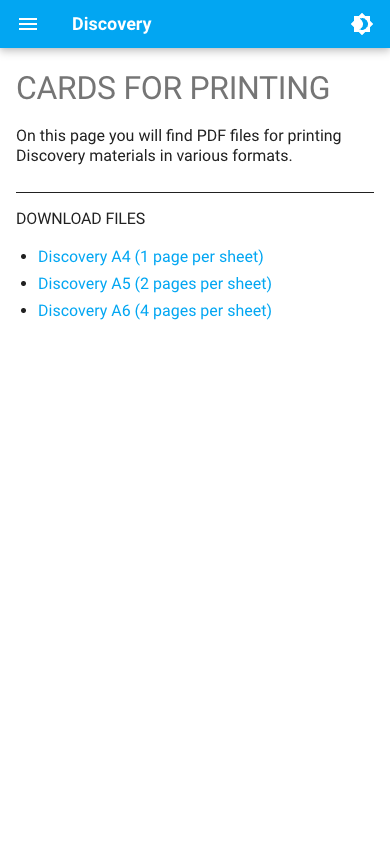 Discovery
CARDS FOR PRINTING
On this page you will find PDF files for printing
Discovery materials in various formats.
DOWNLOAD FILES
Discovery A4 (1 page per sheet)
Discovery A5 (2 pages per sheet)
Discovery A6 (4 pages per sheet)